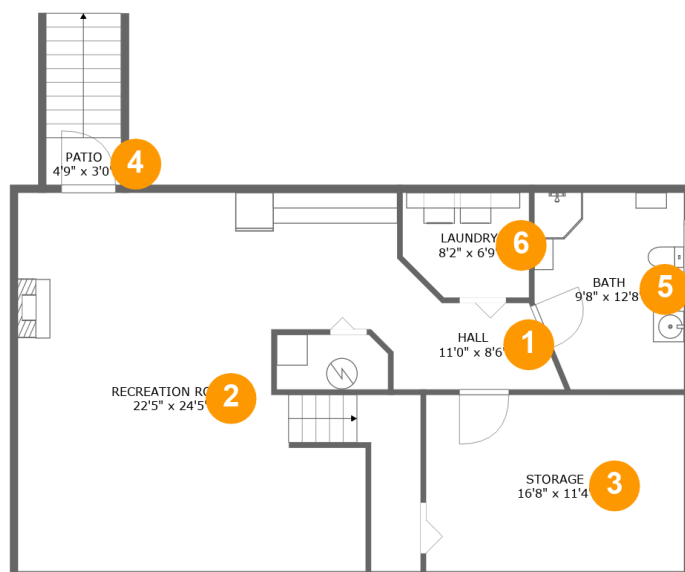 PATIO
4'9" x 3'0
4
LAUNDRY
8'2" x 6'9
6
BATH
9'8" x 12'8
5
HALL
11'0" x 8'6
1
RECREATION
22'5" x 24'5
2
STORAGE
16'8" x 11'4
3